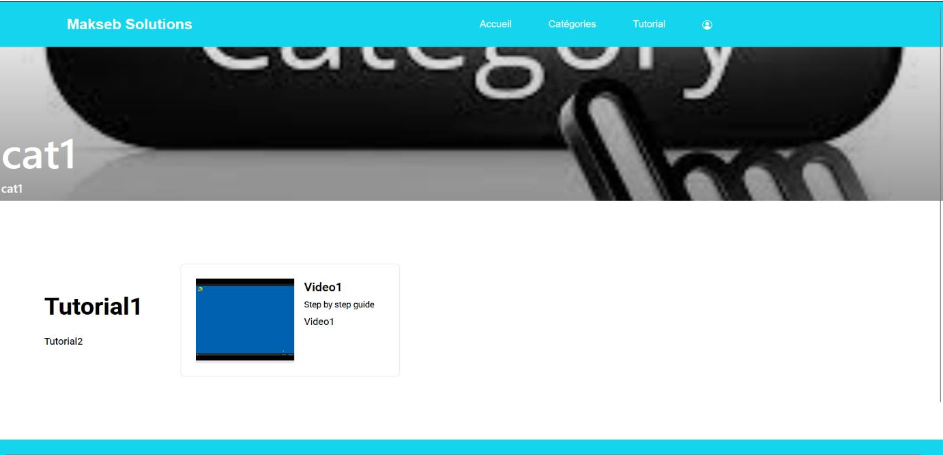 Makseb Solutions
Accueil Catégories Tutorial
Category
cat1
cat1
Tutorial1
Tutorial2
Video1
Step by step guide
Video1